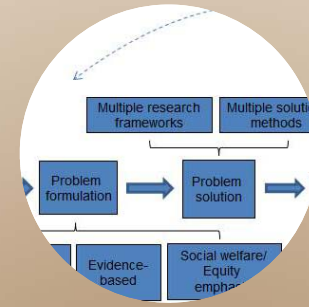 Multiple research
frameworks
Multiple soluti
methods
Problem
formulation
Problem
solution
Evidence-
based
Social welfare/
Equity
empha